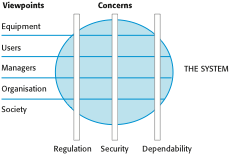 Viewpoints Concerns
Equipment
Users
Managers
Organisation
Society
THE SYSTEM
Regulation Security Dependability